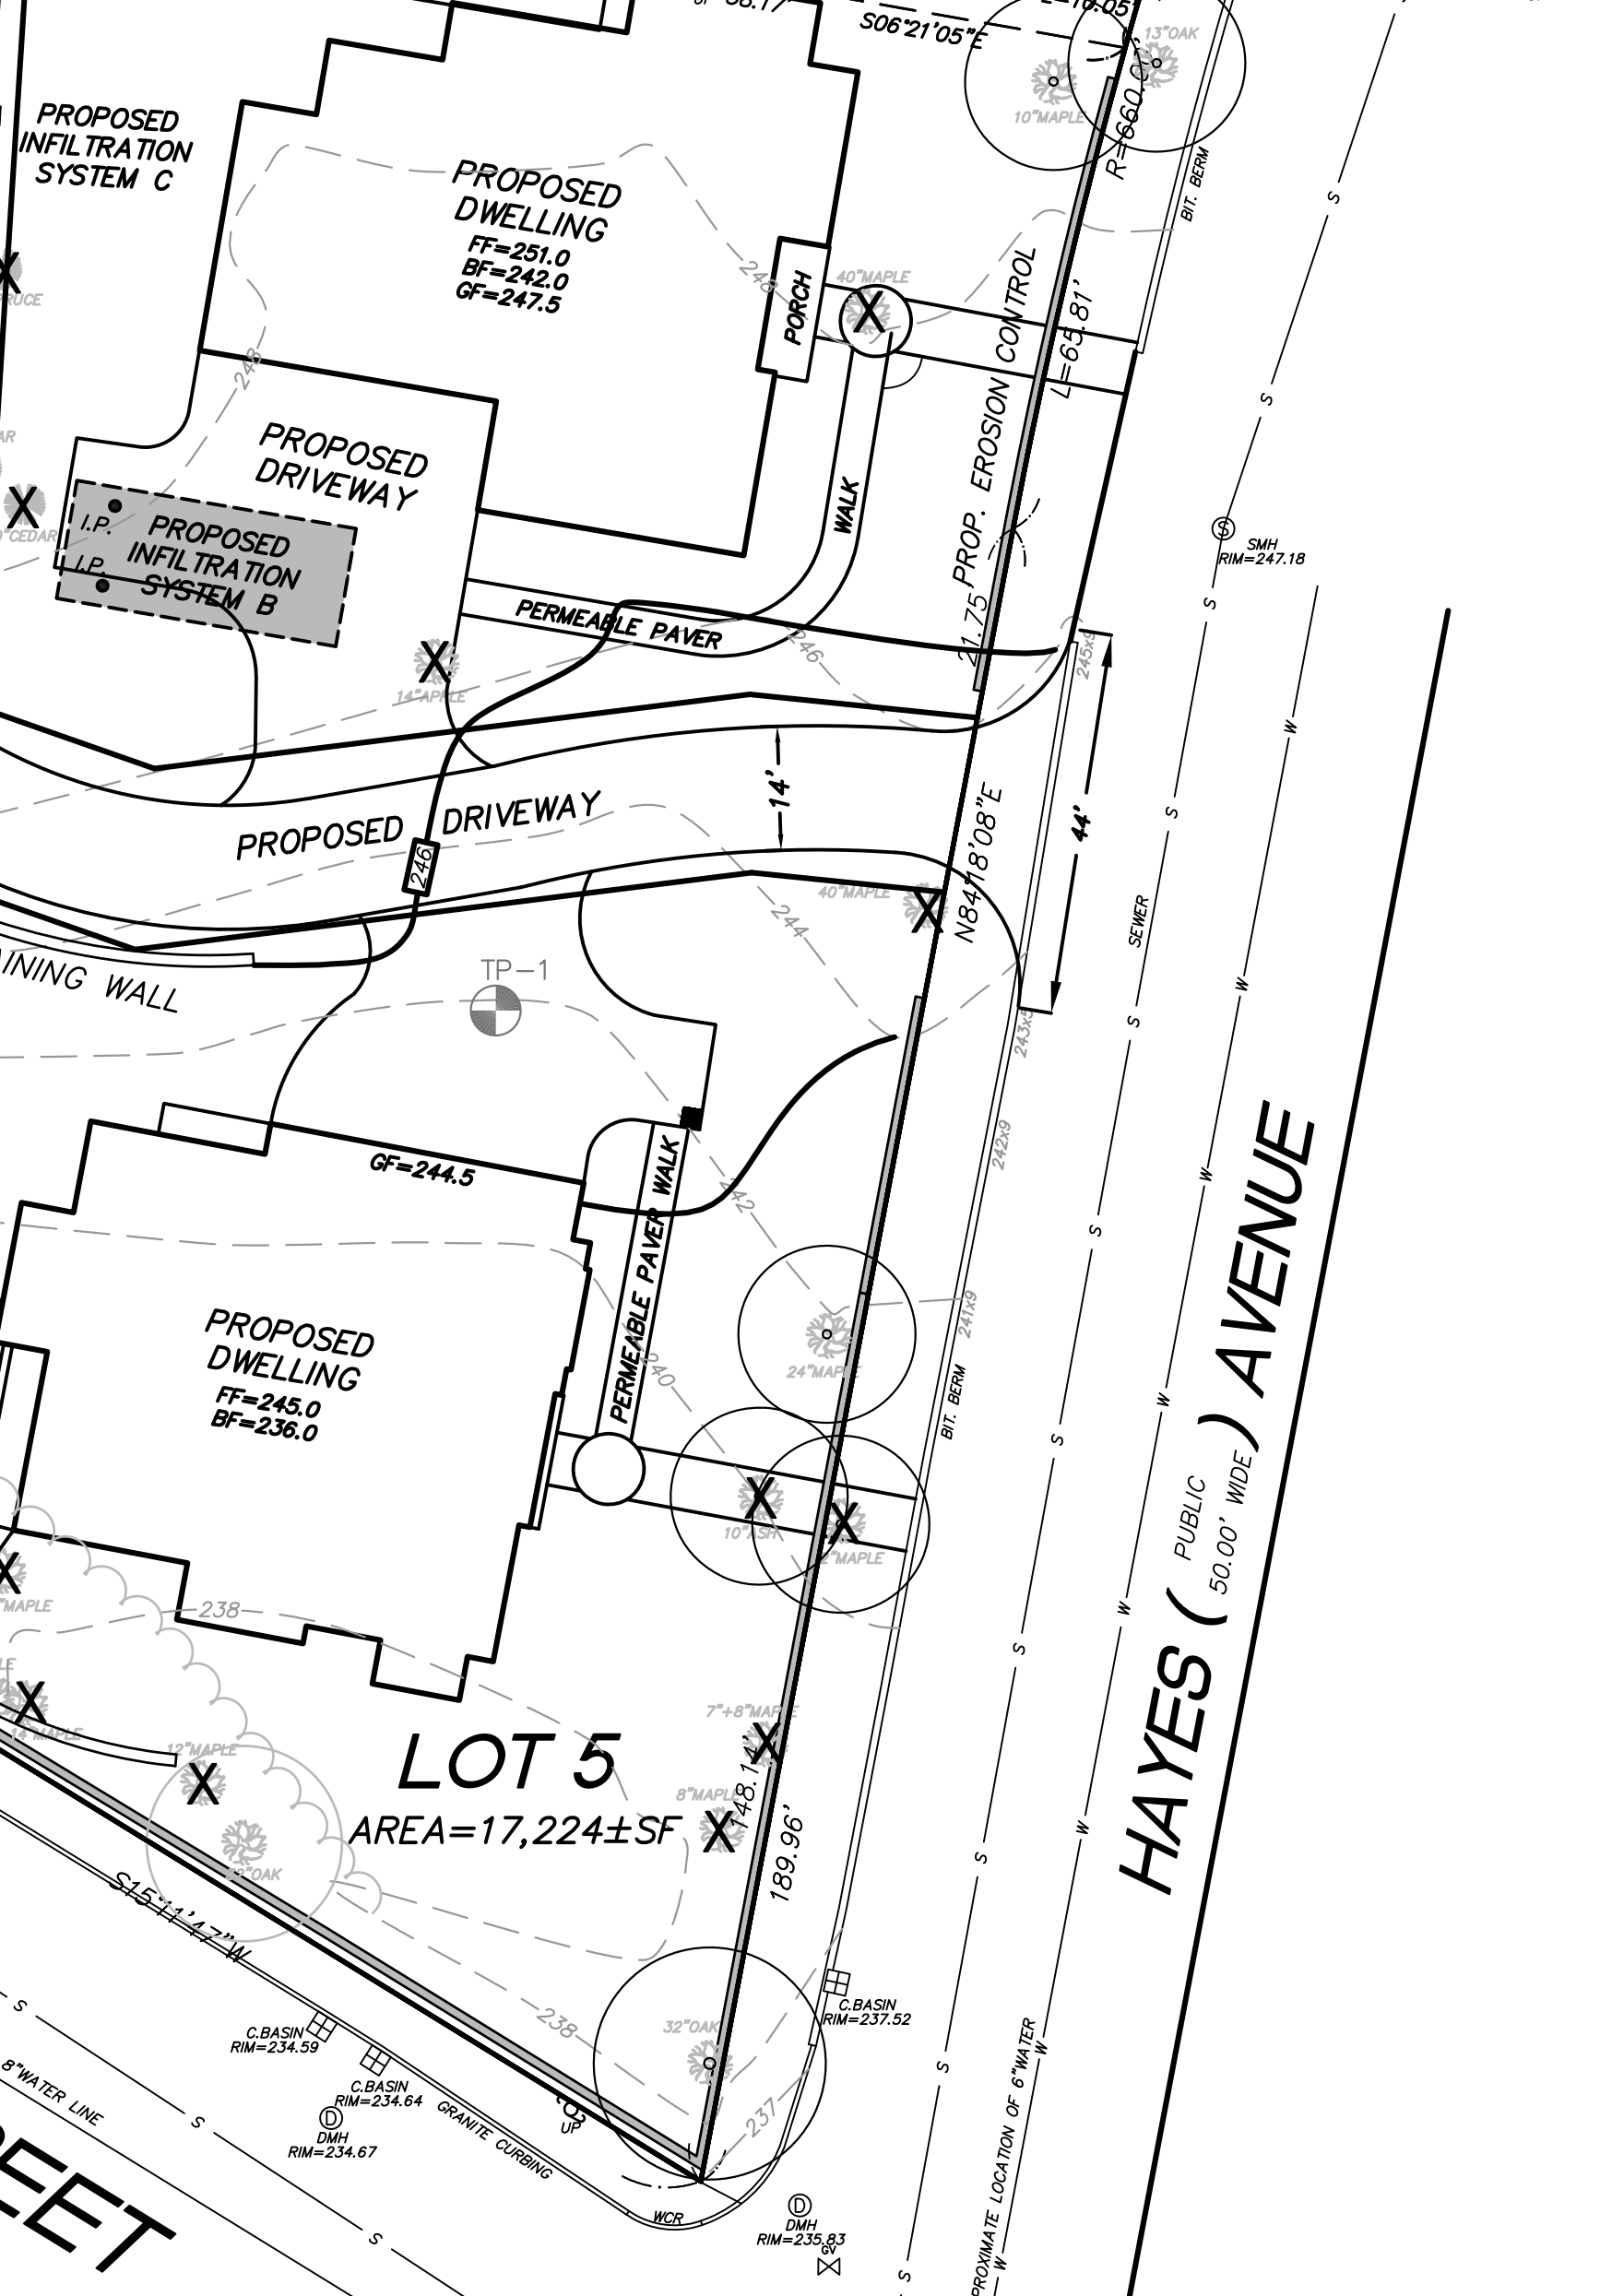 S06°21'05"E
13"OAK
10"MAPLE
BIT. BERM
PROPOSED
INFILTRATION
SYSTEM C
PROPOSED
DWELLING
FF=251.0
BF=242.0
GF=247.5
PORCH
40"MAPLE
248
PROP. EROSION CONTROL
L=65.81'
PROPOSED
DRIVEWAY
WALK
I.P.
I.P.
PROPOSED
INFILTRATION
SYSTEM B
S
SMH
RIM=247.18
PERMEABLE PAVER
246
21.75'
245x9
14"APPLE
14'
44'
PROPOSED DRIVEWAY
246
40"MAPLE
N84°18'08"E
244
SEWER
TP-1
243x5
242x9
GF=244.5
PERMEABLE PAVER WALK
242
241x9
24"MAPLE
240
BIT. BERM
PROPOSED
DWELLING
FF=245.0
BF=236.0
10"ASH
238
HAYES ( PUBLIC
50.00' WIDE ) AVENUE
7"+8"MAPLE
14"MAPLE
12"MAPLE
LOT 5
AREA=17,224±SF
8"MAPLE
148.14'
189.96'
S15°11'47"W
238
32"OAK
C.BASIN
RIM=237.52
C.BASIN
RIM=234.59
C.BASIN
RIM=234.64
D
DMH
RIM=234.67
8"WATER LINE
GRANITE CURBING
UP
237
WCR
D
DMH
RIM=235.83
GV
S
W